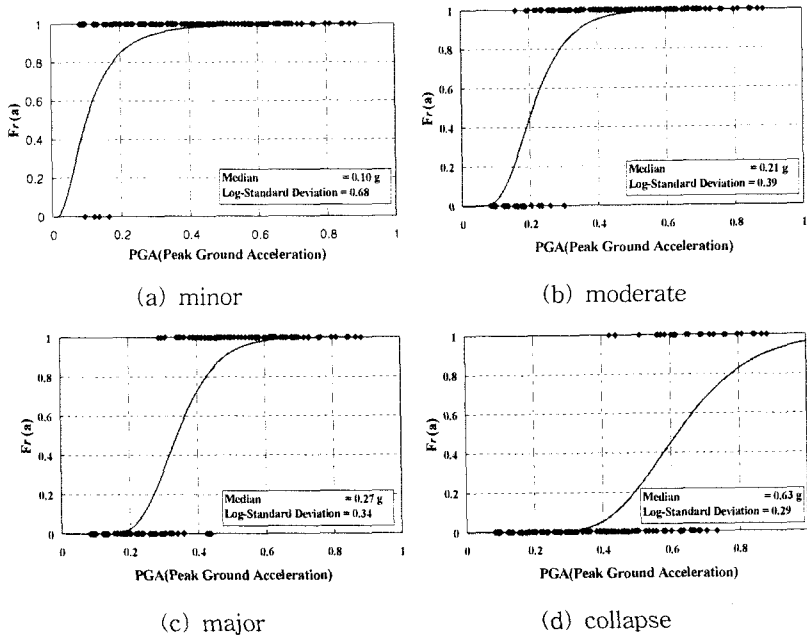 1
0.8
0.6
0.4
0.2
0
Fr(a)
Median = 0.10 g
Log-Standard Deviation = 0.68
0 0.2 0.4 0.6 0.8 1
PGA(Peak Ground Acceleration)
(a) minor
1
0.8
0.6
0.4
0.2
0
Fr(a)
Median = 0.21 g
Log-Standard Deviation = 0.39
0 0.2 0.4 0.6 0.8 1
PGA(Peak Ground Acceleration)
(b) moderate
1
0.8
0.6
0.4
0.2
0
Fr(a)
Median = 0.27 g
Log-Standard Deviation = 0.34
0 0.2 0.4 0.6 0.8 1
PGA(Peak Ground Acceleration)
(c) major
1
0.8
0.6
0.4
0.2
0
Fr(a)
Median = 0.63 g
Log-Standard Deviation = 0.29
0 0.2 0.4 0.6 0.8
PGA(Peak Ground Acceleration)
(d) collapse